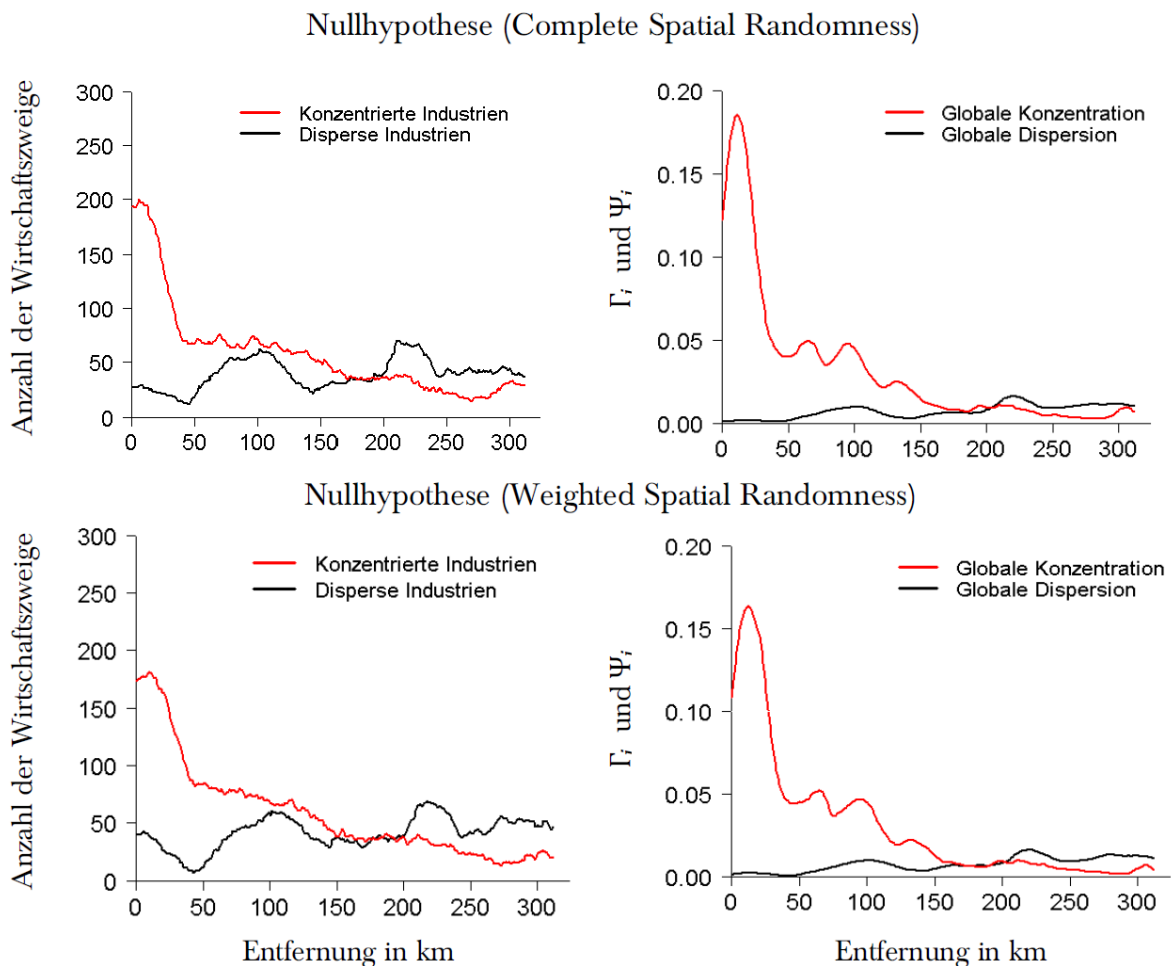 Nullhypothese (Complete Spatial Randomness)
Anzahl der Wirtschaftszweige
300
250
200
150
100
50
0
Konzentrierte Industrien
Disperse Industrien
0 50 100 150 200 250 300
Γi und Ψi
0.20
0.15
0.10
0.05
0.00
Globale Konzentration
Globale Dispersion
0 50 100 150 200 250 300
Nullhypothese (Weighted Spatial Randomness)
Anzahl der Wirtschaftszweige
300
250
200
150
100
50
0
Konzentrierte Industrien
Disperse Industrien
0 50 100 150 200 250 300
Entfernung in km
Γi und Ψi
0.20
0.15
0.10
0.05
0.00
Globale Konzentration
Globale Dispersion
0 50 100 150 200 250 300
Entfernung in km